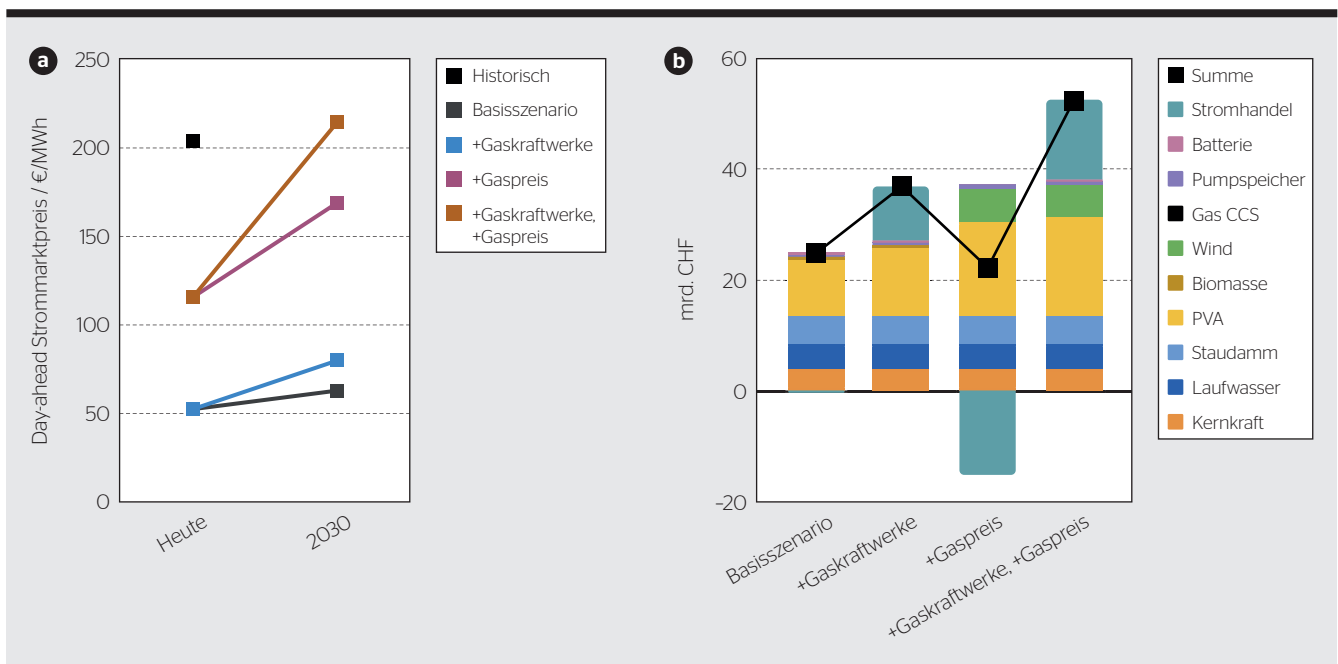 a
250
200
150
100
50
0
Day-ahead Strommarktpreis / €/MWh
Heute
2030
Historisch
Basisszenario
+Gaskraftwerke
+Gaspreis
+Gaskraftwerke,
+Gaspreis
b
60
40
20
0
-20
mrd. CHF
Basisszenario
+Gaskraftwerke
+Gaspreis
+Gaskraftwerke, +Gaspreis
Summe
Stromhandel
Batterie
Pumpspeicher
Gas CCS
Wind
Biomasse
PVA
Staudamm
Laufwasser
Kernkraft